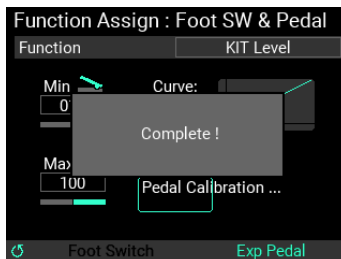 Function Assign : Foot SW & Pedal
Function KIT Level
Min Curve:
0
Complete !
Max
100 Pedal Calibration ...
Foot Switch Exp Pedal